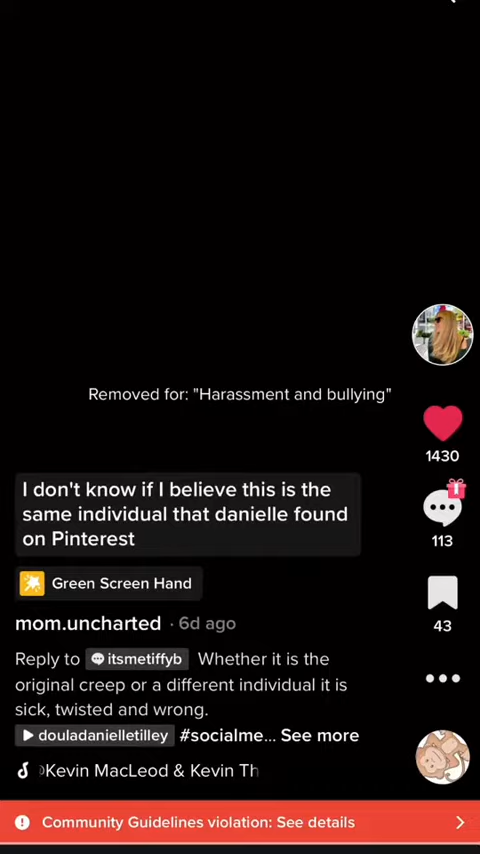 Removed for: "Harassment and bullying"
1430
I don't know if I believe this is the
same individual that danielle found
on Pinterest
113
Green Screen Hand
mom.uncharted · 6d ago
43
Reply to itsmetiffyb Whether it is the
original creep or a different individual it is
sick, twisted and wrong.
douladanielletilley #socialme... See more
Kevin MacLeod & Kevin Th
Community Guidelines violation: See details